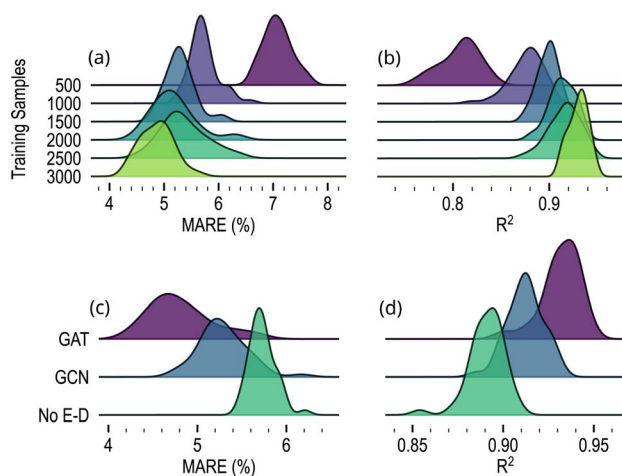 (a)
(b)
Training Samples
500
1000
1500
2000
2500
3000
4 5 6 7 8
MARE (%)
0.8 0.9
R²
(c)
(d)
GAT
GCN
No E-D
4 5 6
MARE (%)
0.85 0.90 0.95
R²